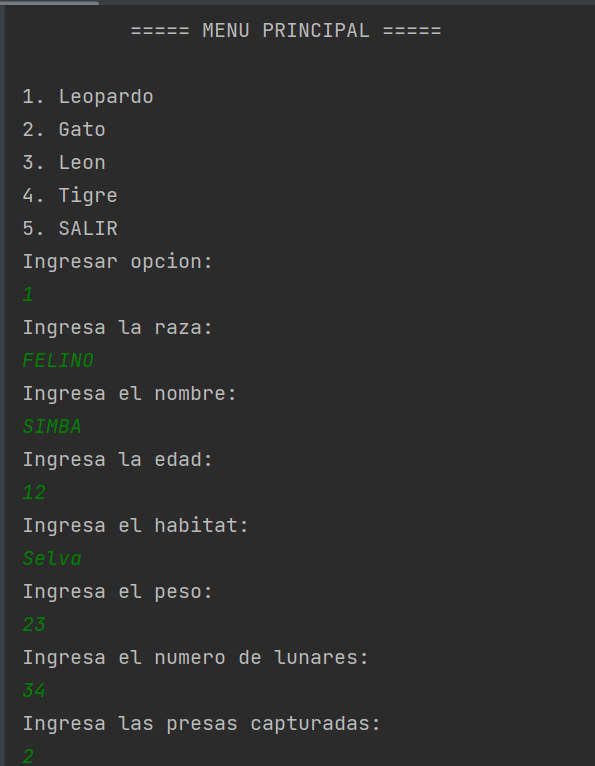 ===== MENU PRINCIPAL =====
1. Leopardo
2. Gato
3. Leon
4. Tigre
5. SALIR
Ingresar opcion:
1
Ingresa la raza:
FELINO
Ingresa el nombre:
SIMBA
Ingresa la edad:
12
Ingresa el habitat:
Selva
Ingresa el peso:
23
Ingresa el numero de lunares:
34
Ingresa las presas capturadas:
2